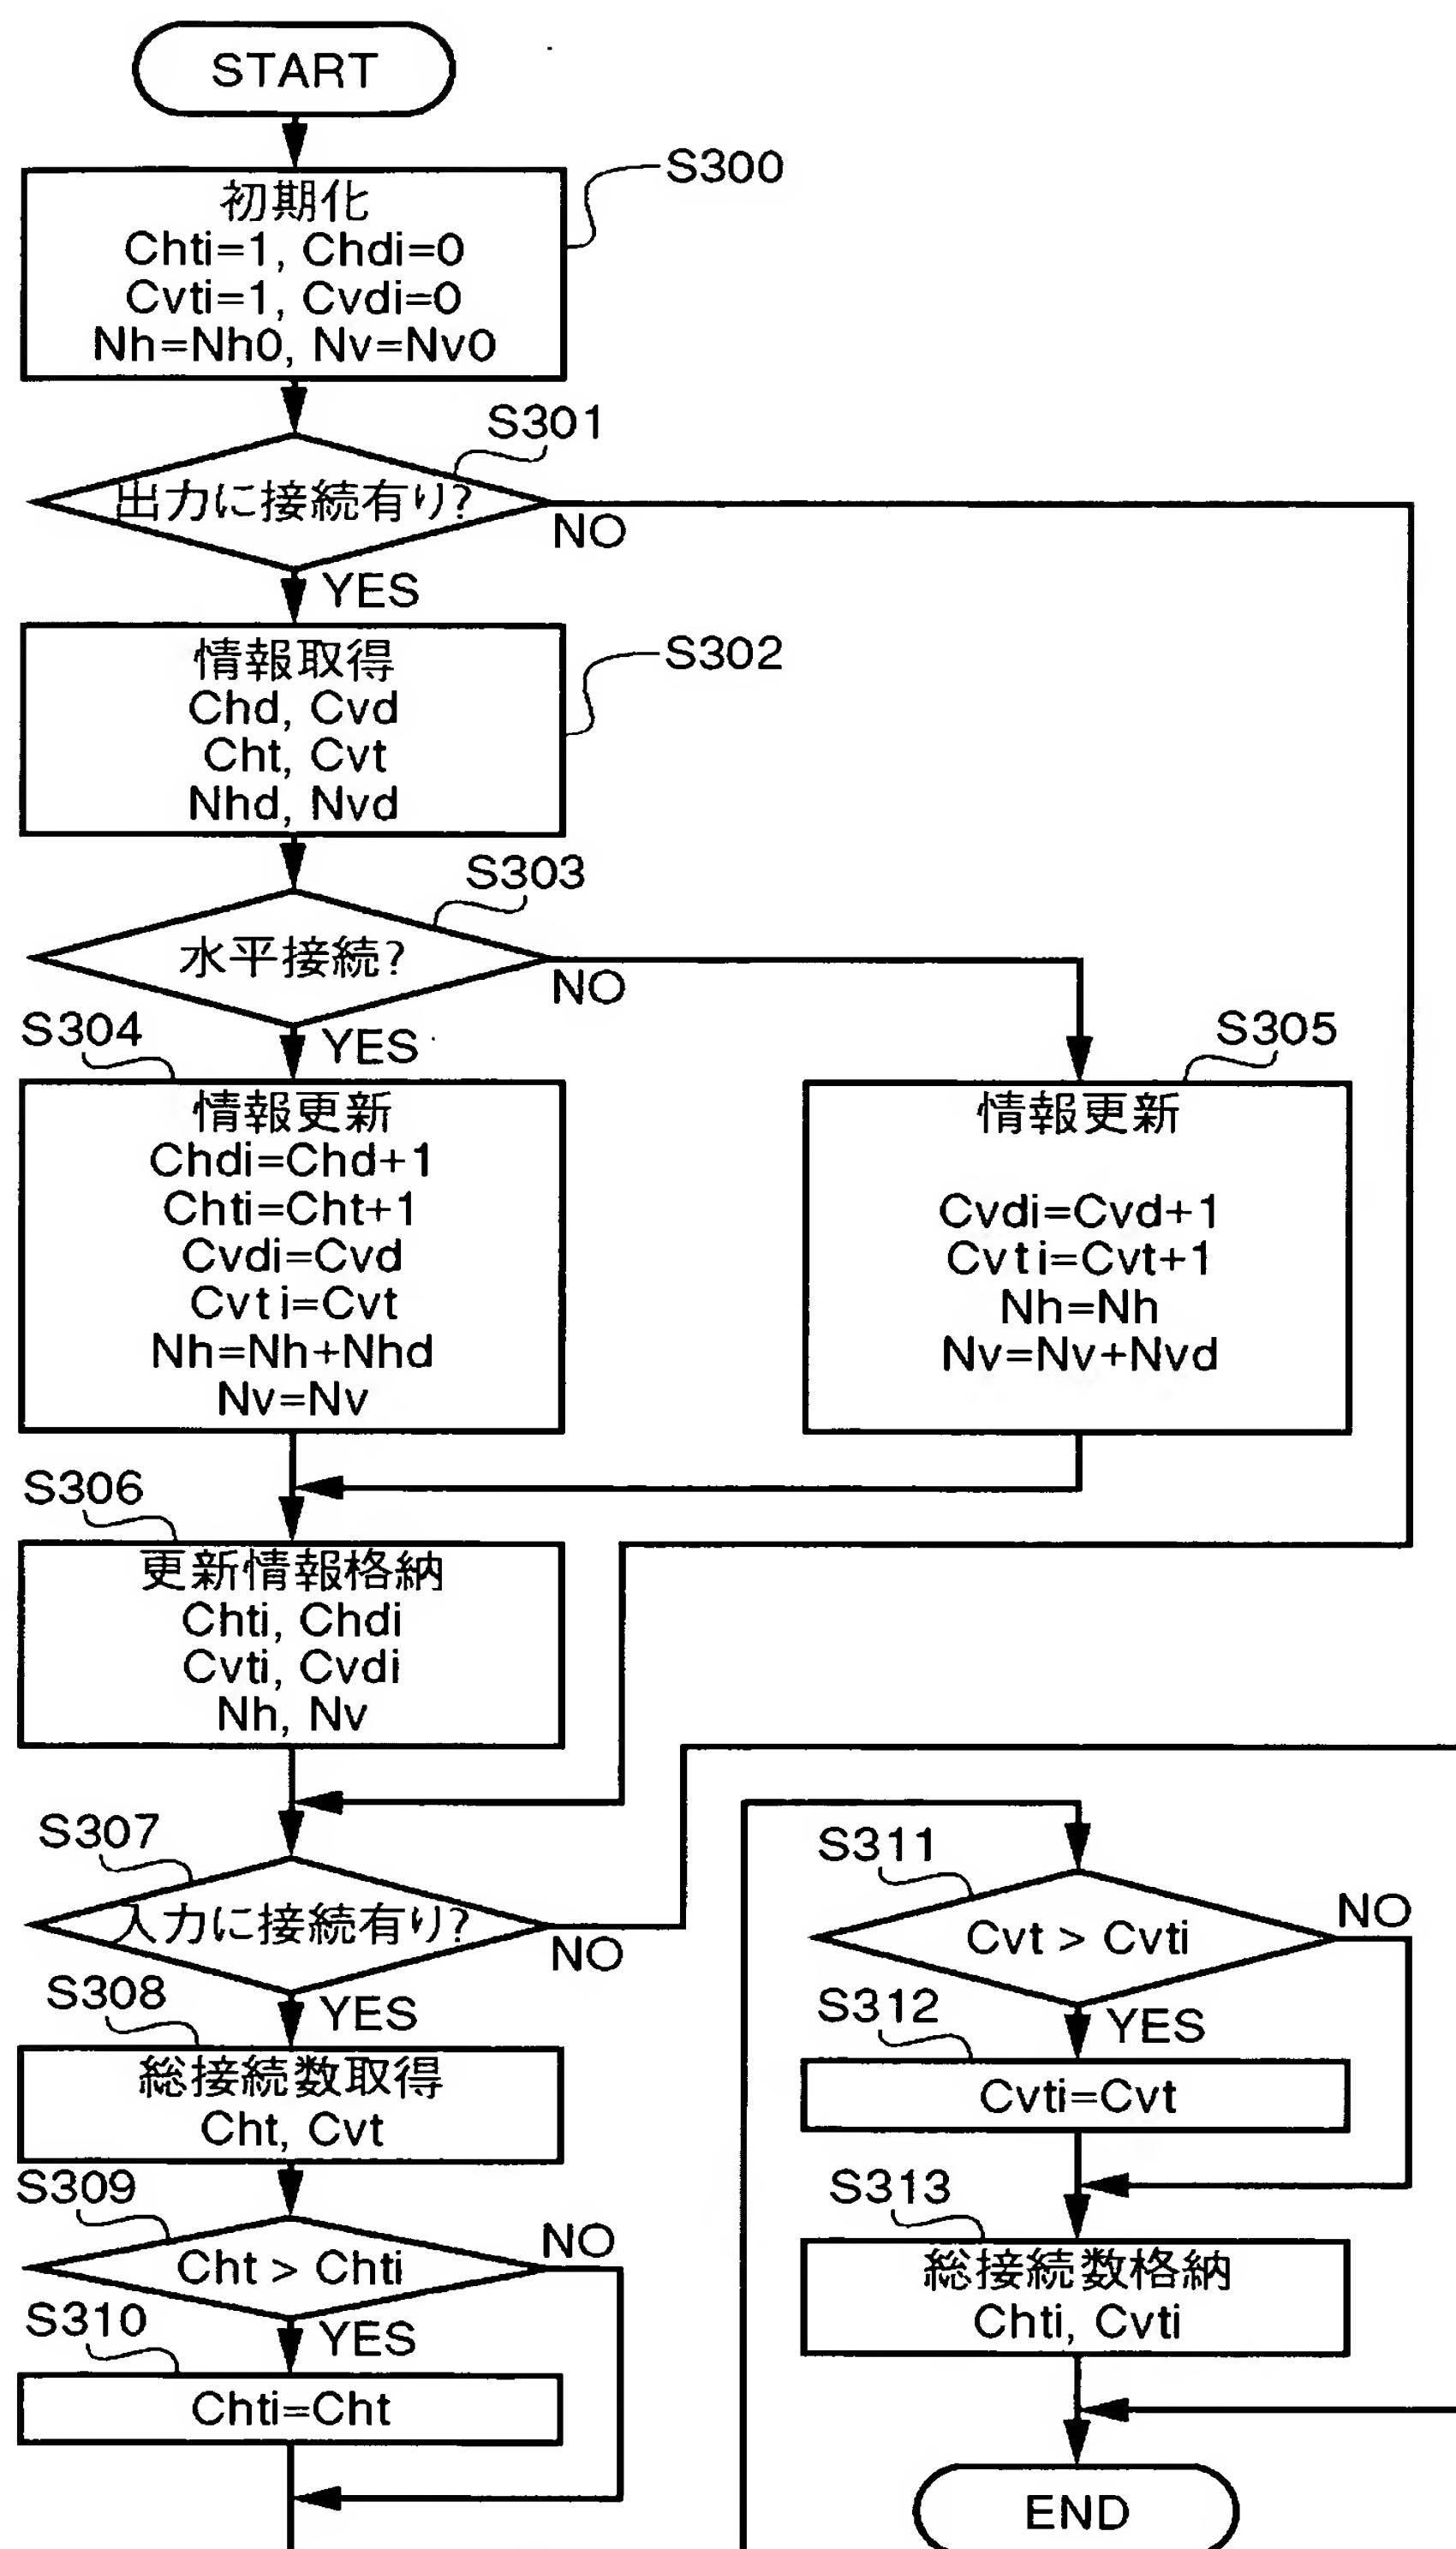 START
S300
初期化
Chti=1, Chdi=0
Cvti=1, Cvdi=0
Nh=Nh0, Nv=Nv0
S301
出力に接続有り?
NO
YES
S302
情報取得
Chd, Cvd
Cht, Cvt
Nhd, Nvd
S303
水平接続?
NO
YES
S304
情報更新
Chdi=Chd+1
Chti=Cht+1
Cvdi=Cvd
Cvti=Cvt
Nh=Nh+Nhd
Nv=Nv
S305
情報更新
Cvdi=Cvd+1
Cvti=Cvt+1
Nh=Nh
Nv=Nv+Nvd
S306
更新情報格納
Chti, Chdi
Cvti, Cvdi
Nh, Nv
S307
入力に接続有り?
NO
YES
S308
総接続数取得
Cht, Cvt
S309
Cht > Chti
NO
YES
S310
Chti=Cht
S311
Cvt > Cvti
NO
YES
S312
Cvti=Cvt
S313
総接続数格納
Chti, Cvti
END